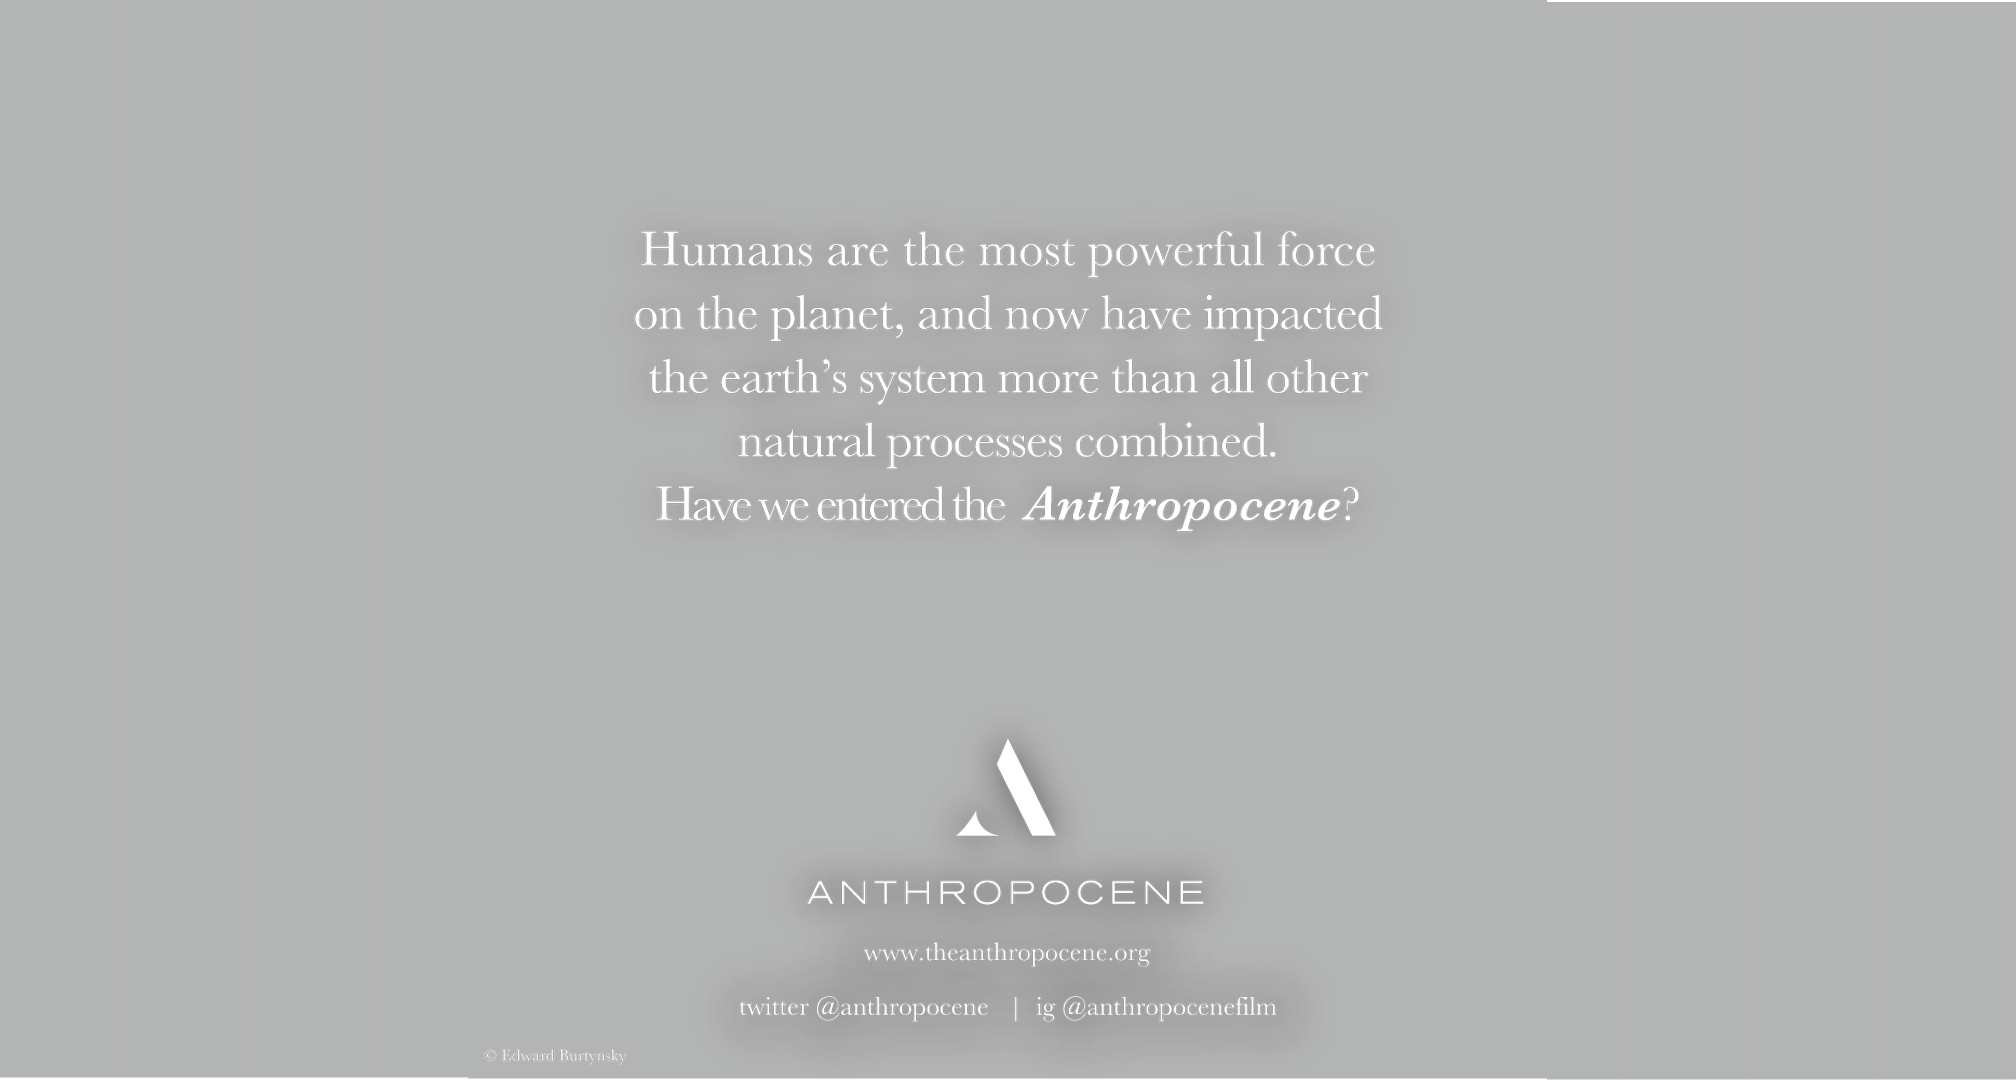 Humans are the most powerful force
on the planet, and now have impacted
the earth’s system more than all other
natural processes combined.
Have we entered the Anthropocene?
ANTHROPOCENE
www.theanthropocene.org
twitter @anthropocene | ig @anthropocenefilm
© Edward Burtynsky